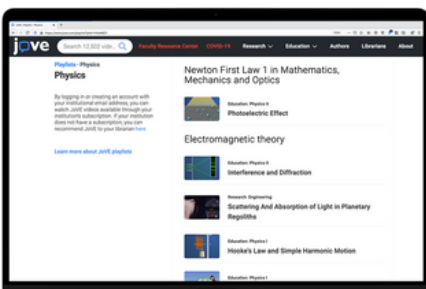 jove
Search 12,500 vide...
Faculty Resource Center
COVID-19
Research
Education
Authors
Librarians
About
Playlists - Physics
Physics
By logging in or creating an account with
your institutional email address, you can
watch JoVE videos available through your
institution's subscription. If your institution
does not have a subscription, you can
recommend JoVE to your librarian here
Learn more about JoVE playlists
Newton First Law 1 in Mathematics,
Mechanics and Optics
Education: Physics II
Photoelectric Effect
Electromagnetic theory
Education: Physics II
Interference and Diffraction
Research: Engineering
Scattering And Absorption of Light in Planetary
Regoliths
Education: Physics I
Hooke's Law and Simple Harmonic Motion
Education: Physics I